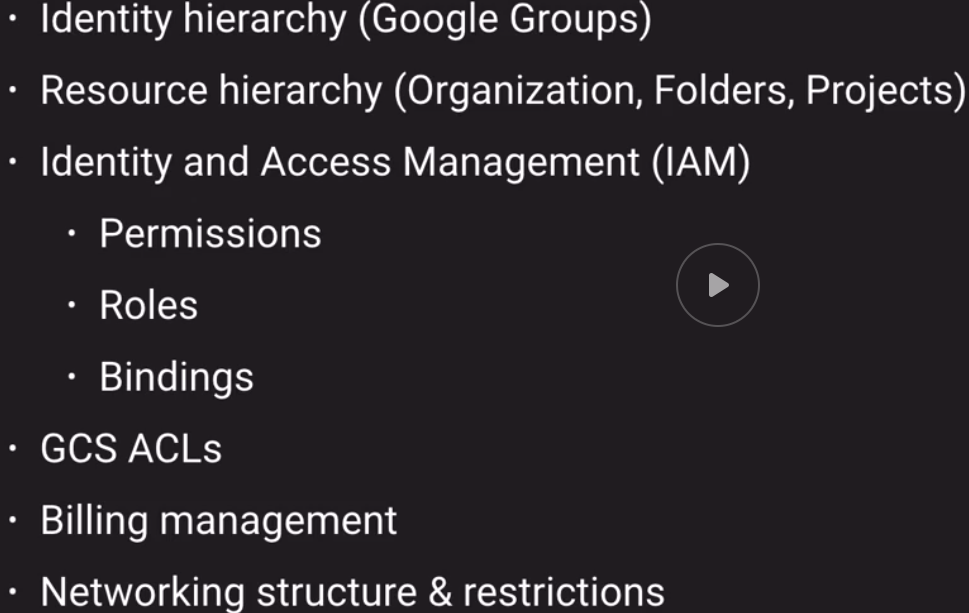 · Identity hierarchy (Google Groups)
· Resource hierarchy (Organization, Folders, Projects)
· Identity and Access Management (IAM)
· Permissions
· Roles
· Bindings
· GCS ACLs
· Billing management
· Networking structure & restrictions